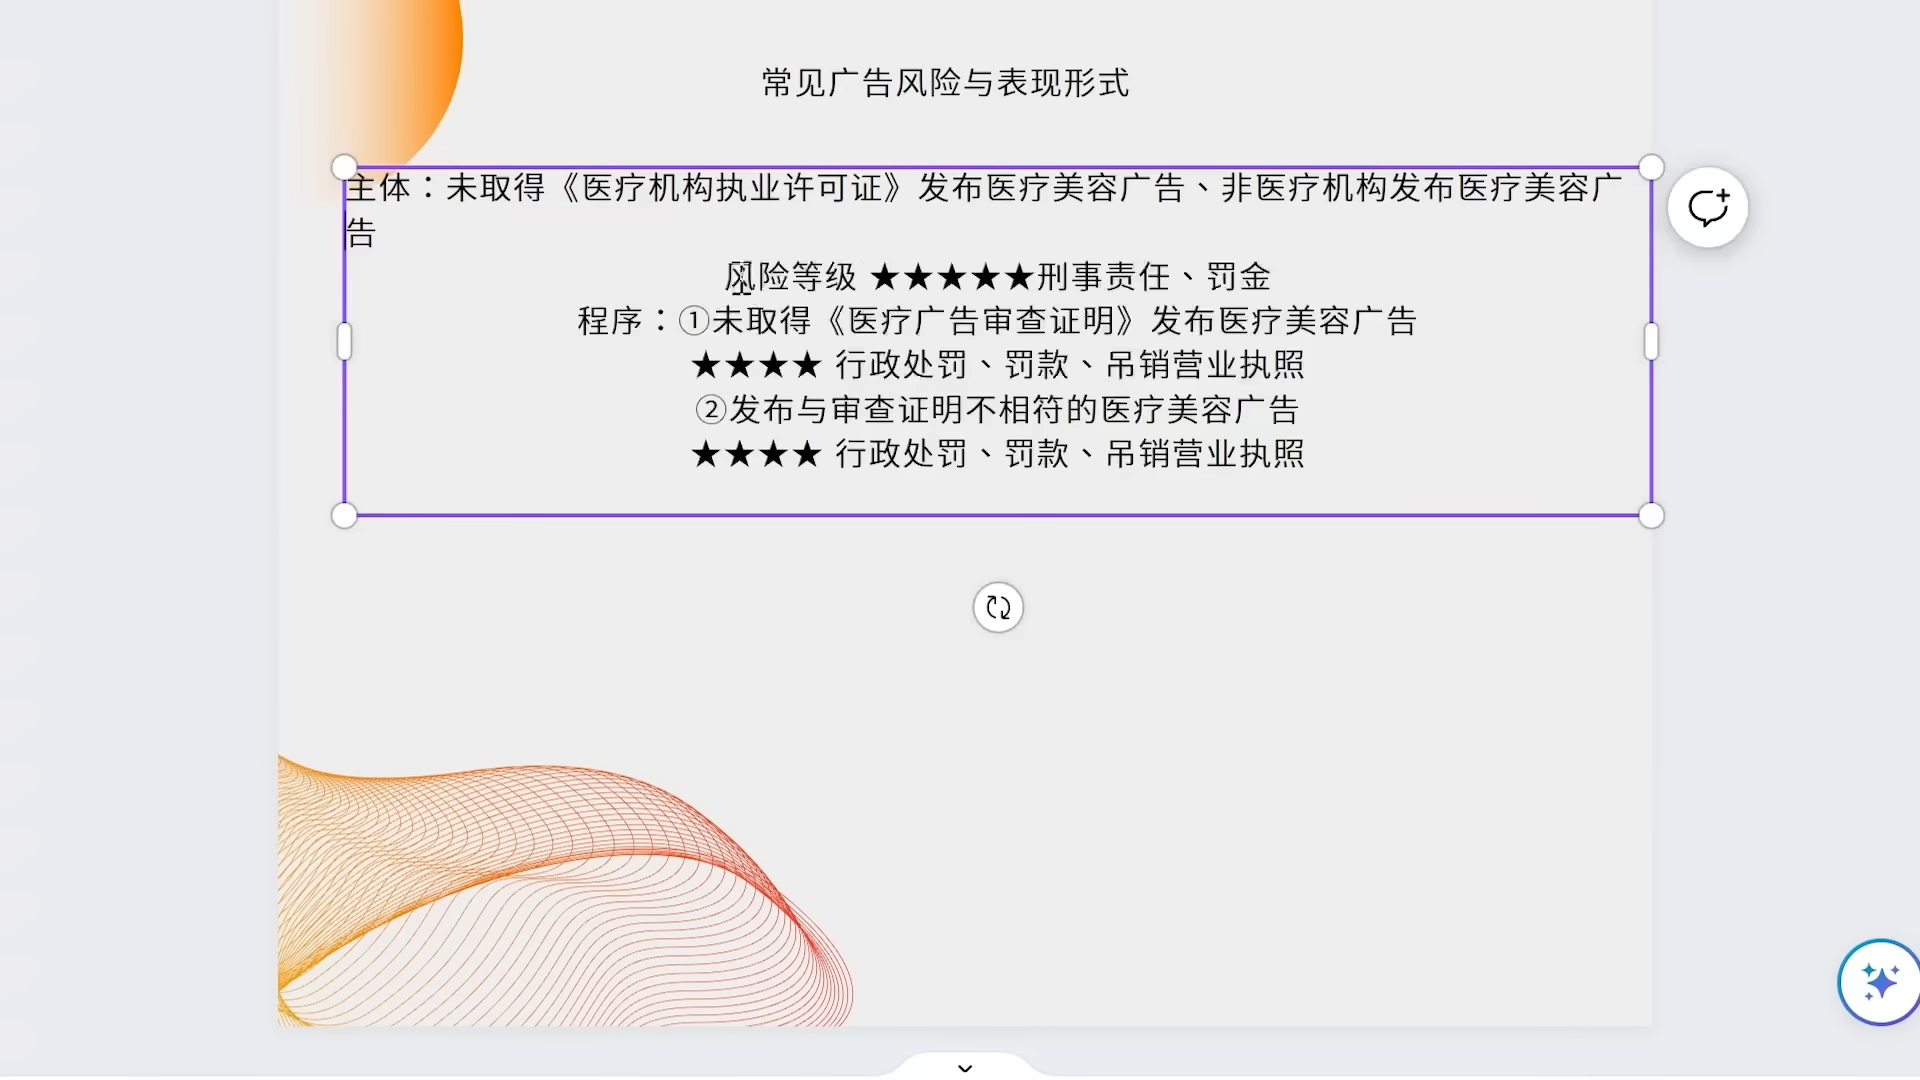 常见广告风险与表现形式
主体：未取得《医疗机构执业许可证》发布医疗美容广告、非医疗机构发布医疗美容广
告
风险等级 ★★★★★刑事责任、罚金
程序：①未取得《医疗广告审查证明》发布医疗美容广告
★★★★ 行政处罚、罚款、吊销营业执照
②发布与审查证明不相符的医疗美容广告
★★★★ 行政处罚、罚款、吊销营业执照